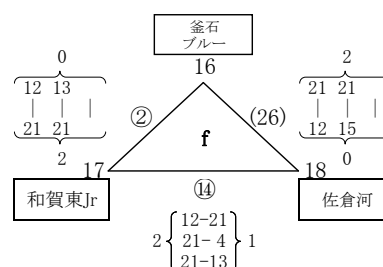 釜石
ブルー
16
0
12 13
| | |
21 21
2
2
21 21
| | |
12 15
0
②
(26)
f
17
18
和賀東Jr
⑭
佐倉河
12-21
2 { 21- 4 } 1
21-13